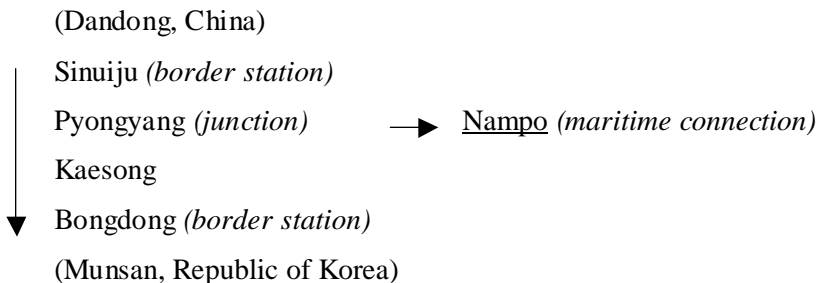 (Dandong, China)
Sinuiju (border station)
Pyongyang (junction) Nampo (maritime connection)
Kaesong
Bongdong (border station)
(Munsan, Republic of Korea)